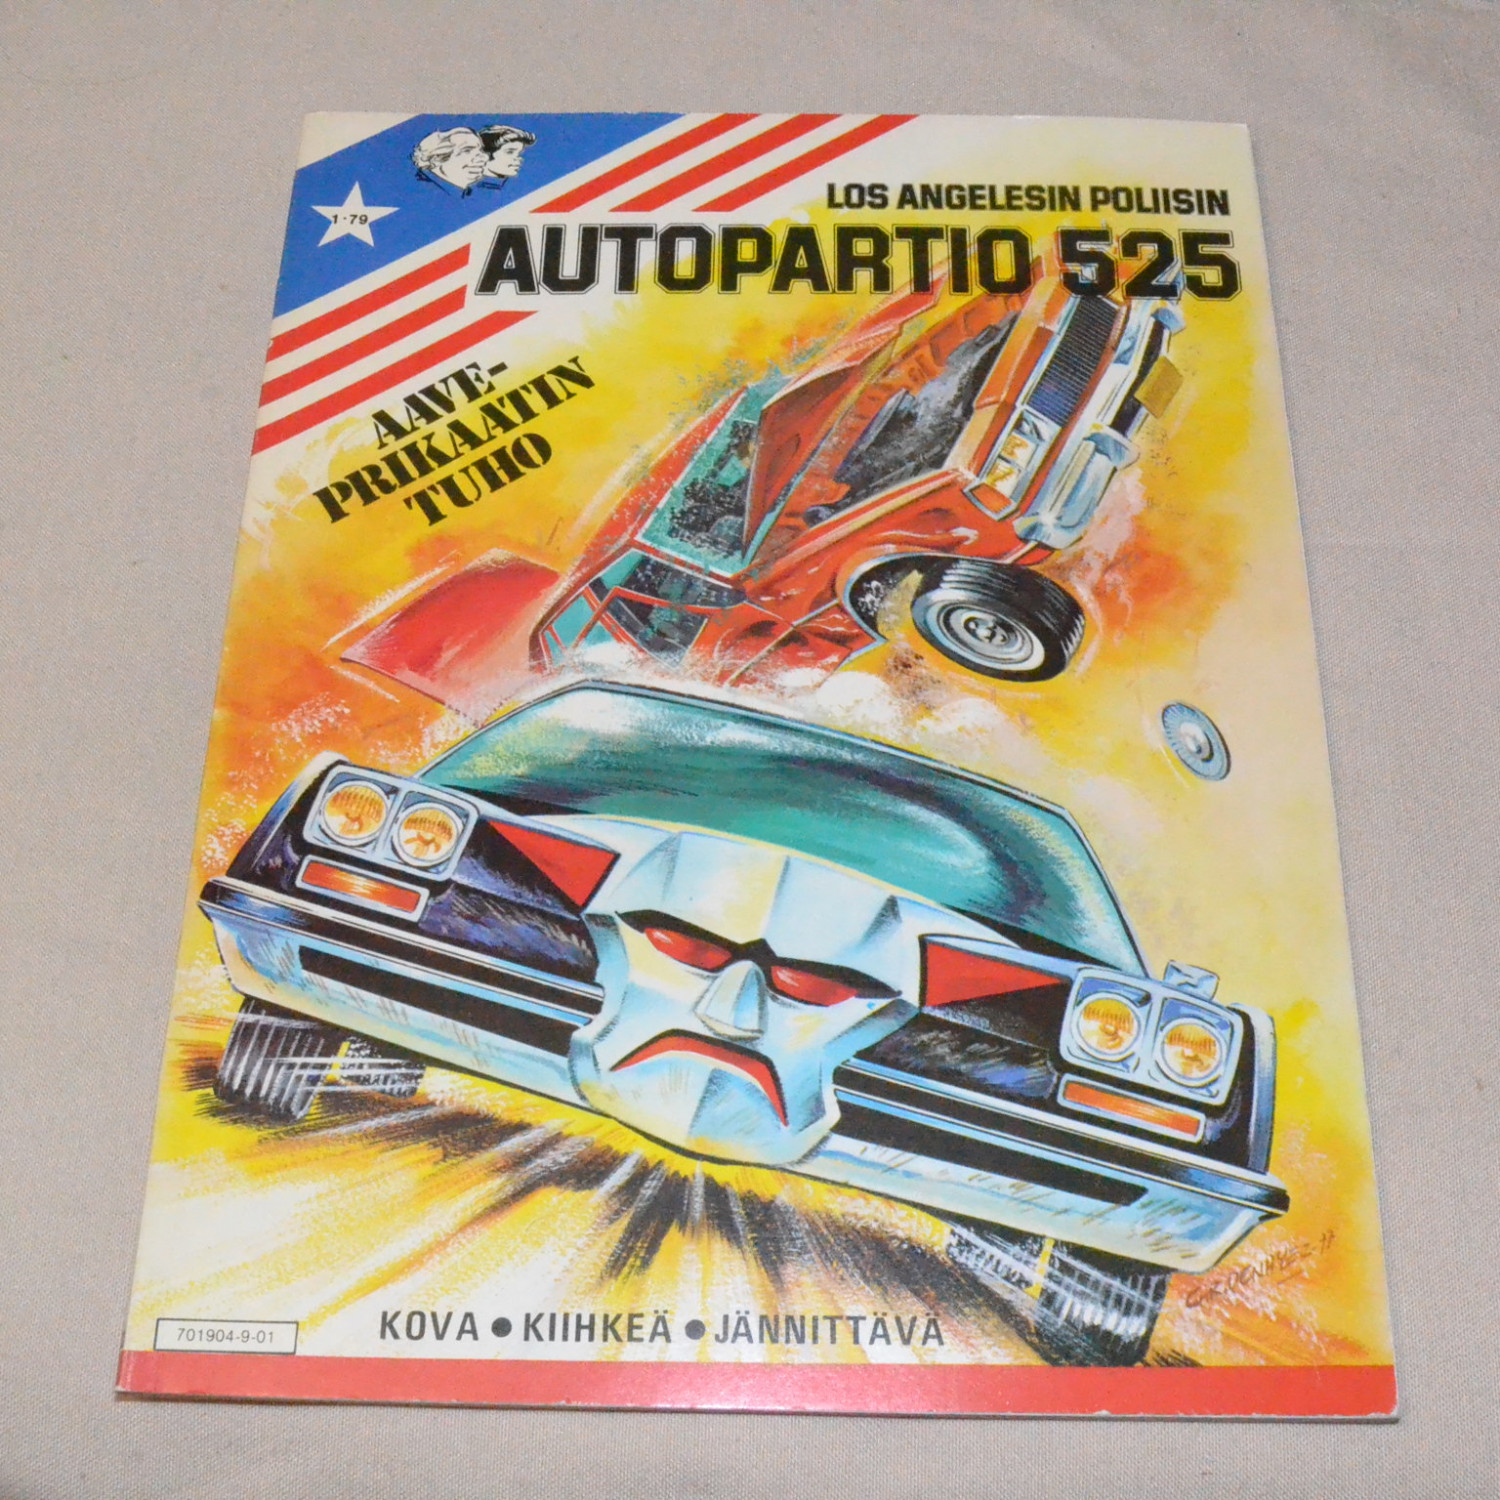 1·79
LOS ANGELESIN POLIISIN
AUTOPARTIO 525
AAVE-
PRIKAATIN
TUHO
KOVA ● KIIHKEÄ ● JÄNNITTÄVÄ
701904-9-01